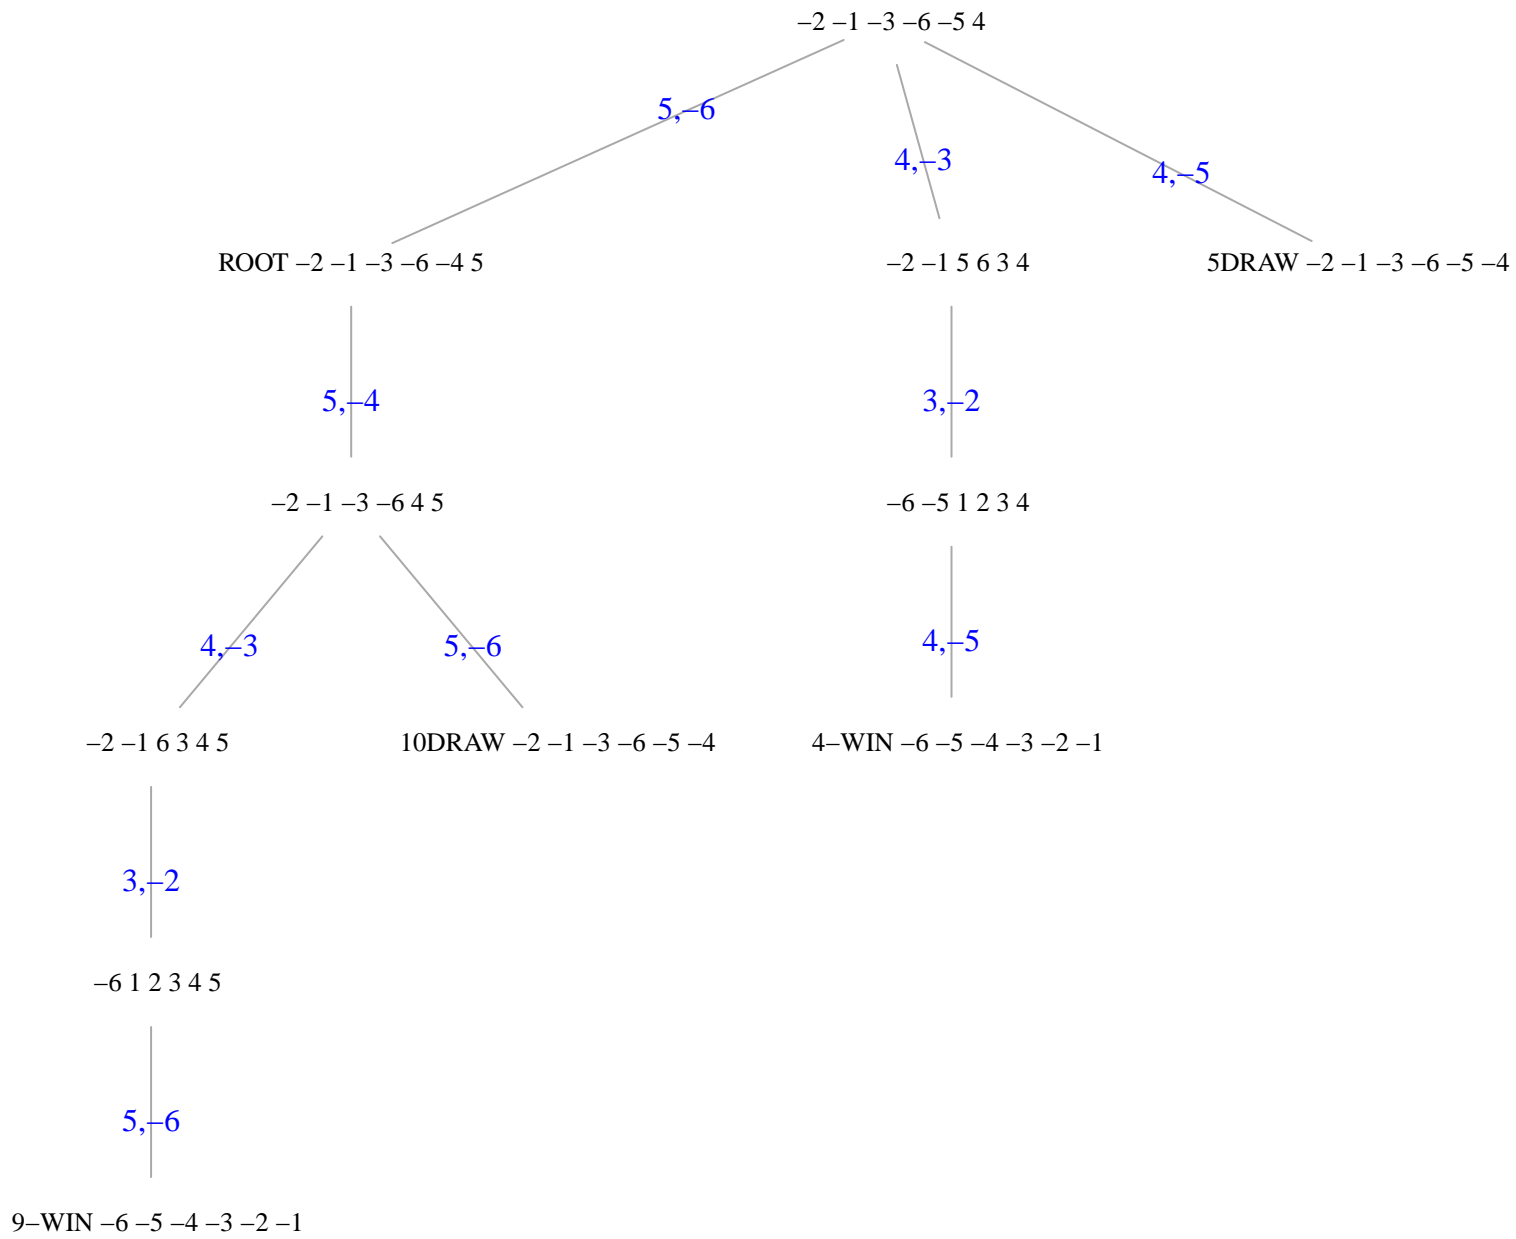 –2 –1 –3 –6 –5 4
5,–6
4,–3
4,–5
ROOT –2 –1 –3 –6 –4 5
–2 –1 5 6 3 4
5DRAW –2 –1 –3 –6 –5 –4
5,–4
3,–2
–2 –1 –3 –6 4 5
–6 –5 1 2 3 4
4,–3
5,–6
4,–5
–2 –1 6 3 4 5
10DRAW –2 –1 –3 –6 –5 –4
4–WIN –6 –5 –4 –3 –2 –1
3,–2
–6 1 2 3 4 5
5,–6
9–WIN –6 –5 –4 –3 –2 –1